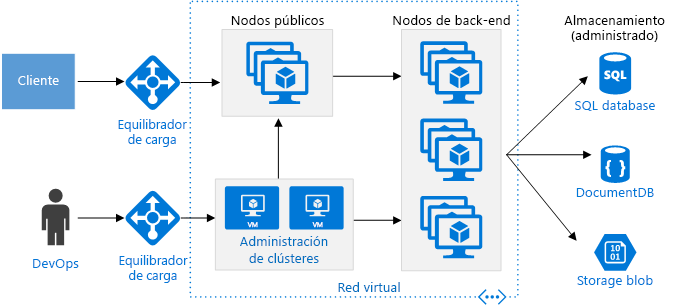 Nodos públicos
Nodos de back-end
Almacenamiento
(administrado)
Cliente
Equilibrador
de carga
SQL
SQL database
{ }
DocumentDB
VM
VM
Administración
de clústeres
DevOps
Equilibrador
de carga
10
01
Storage blob
Red virtual